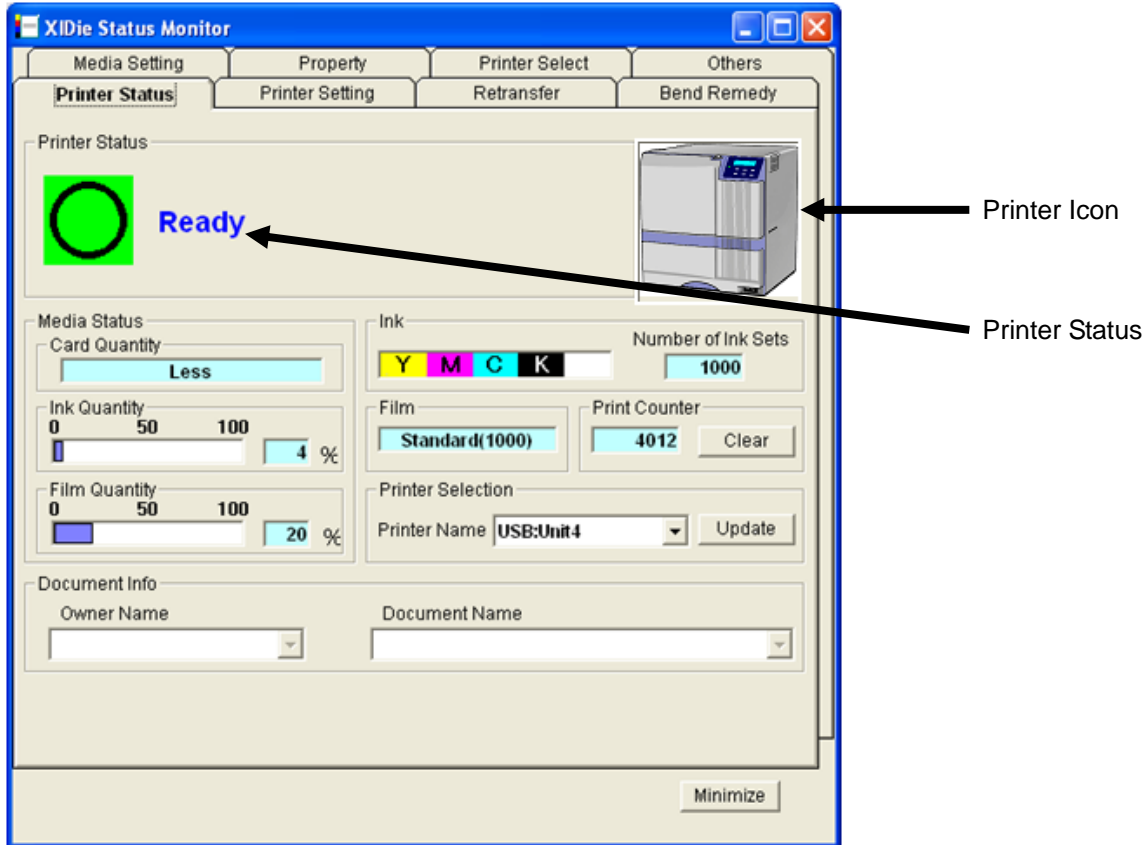 XIDie Status Monitor
Media Setting Property Printer Select Others
Printer Status Printer Setting Retransfer Bend Remedy
Printer Status
Ready
Printer Icon
Printer Status
Media Status
Card Quantity
Less
Ink
Y M C K
Number of Ink Sets
1000
Ink Quantity
0 50 100
4 %
Film
Standard(1000)
Print Counter
4012 Clear
Film Quantity
0 50 100
20 %
Printer Selection
Printer Name USB:Unit4 Update
Document Info
Owner Name Document Name
Minimize